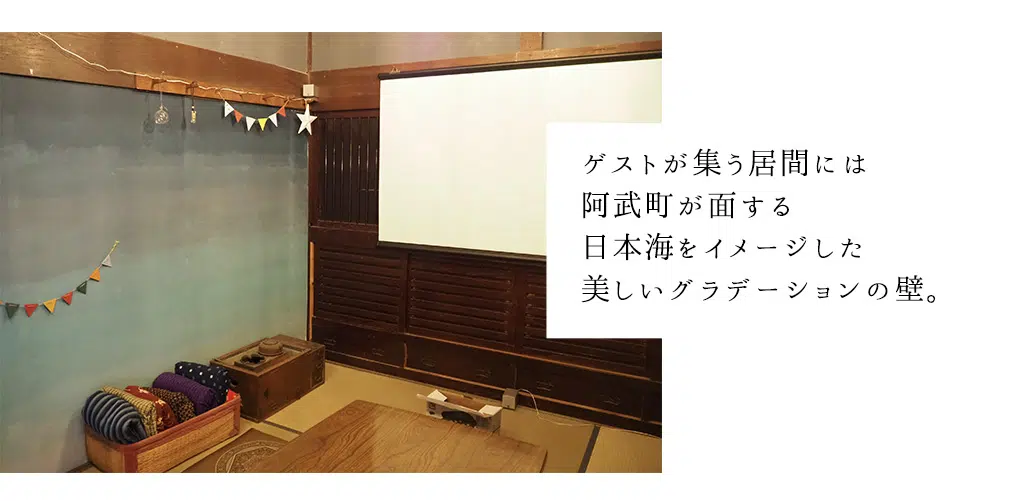 ゲストが集う居間には
阿武町が面する
日本海をイメージした
美しいグラデーションの壁。